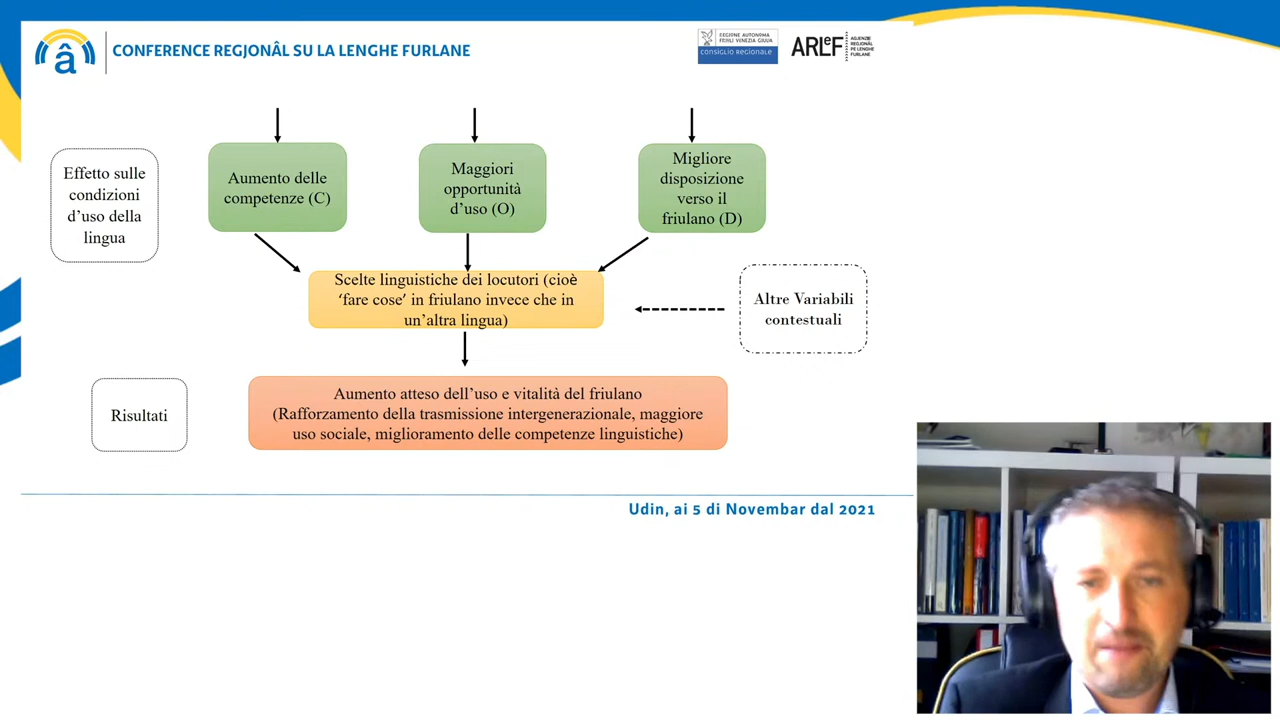 CONFERENCE REGJONÂL SU LA LENGHE FURLANE
REGIONE AUTONOMA
FRIULI VENEZIA GIULIA
CONSIGLIO REGIONALE
ARLeF
AGJENZIE
REGJONÂL
PE LENGHE
FURLANE
â
Effetto sulle
condizioni
d'uso della
lingua
Aumento delle
competenze (C)
Maggiori
opportunità
d'uso (O)
Migliore
disposizione
verso il
friulano (D)
Scelte linguistiche dei locutori (cioè
'fare cose' in friulano invece che in
un'altra lingua)
Altre Variabili
contestuali
Risultati
Aumento atteso dell'uso e vitalità del friulano
(Rafforzamento della trasmissione intergenerazionale, maggiore
uso sociale, miglioramento delle competenze linguistiche)
Udin, ai 5 di Novembar dal 2021